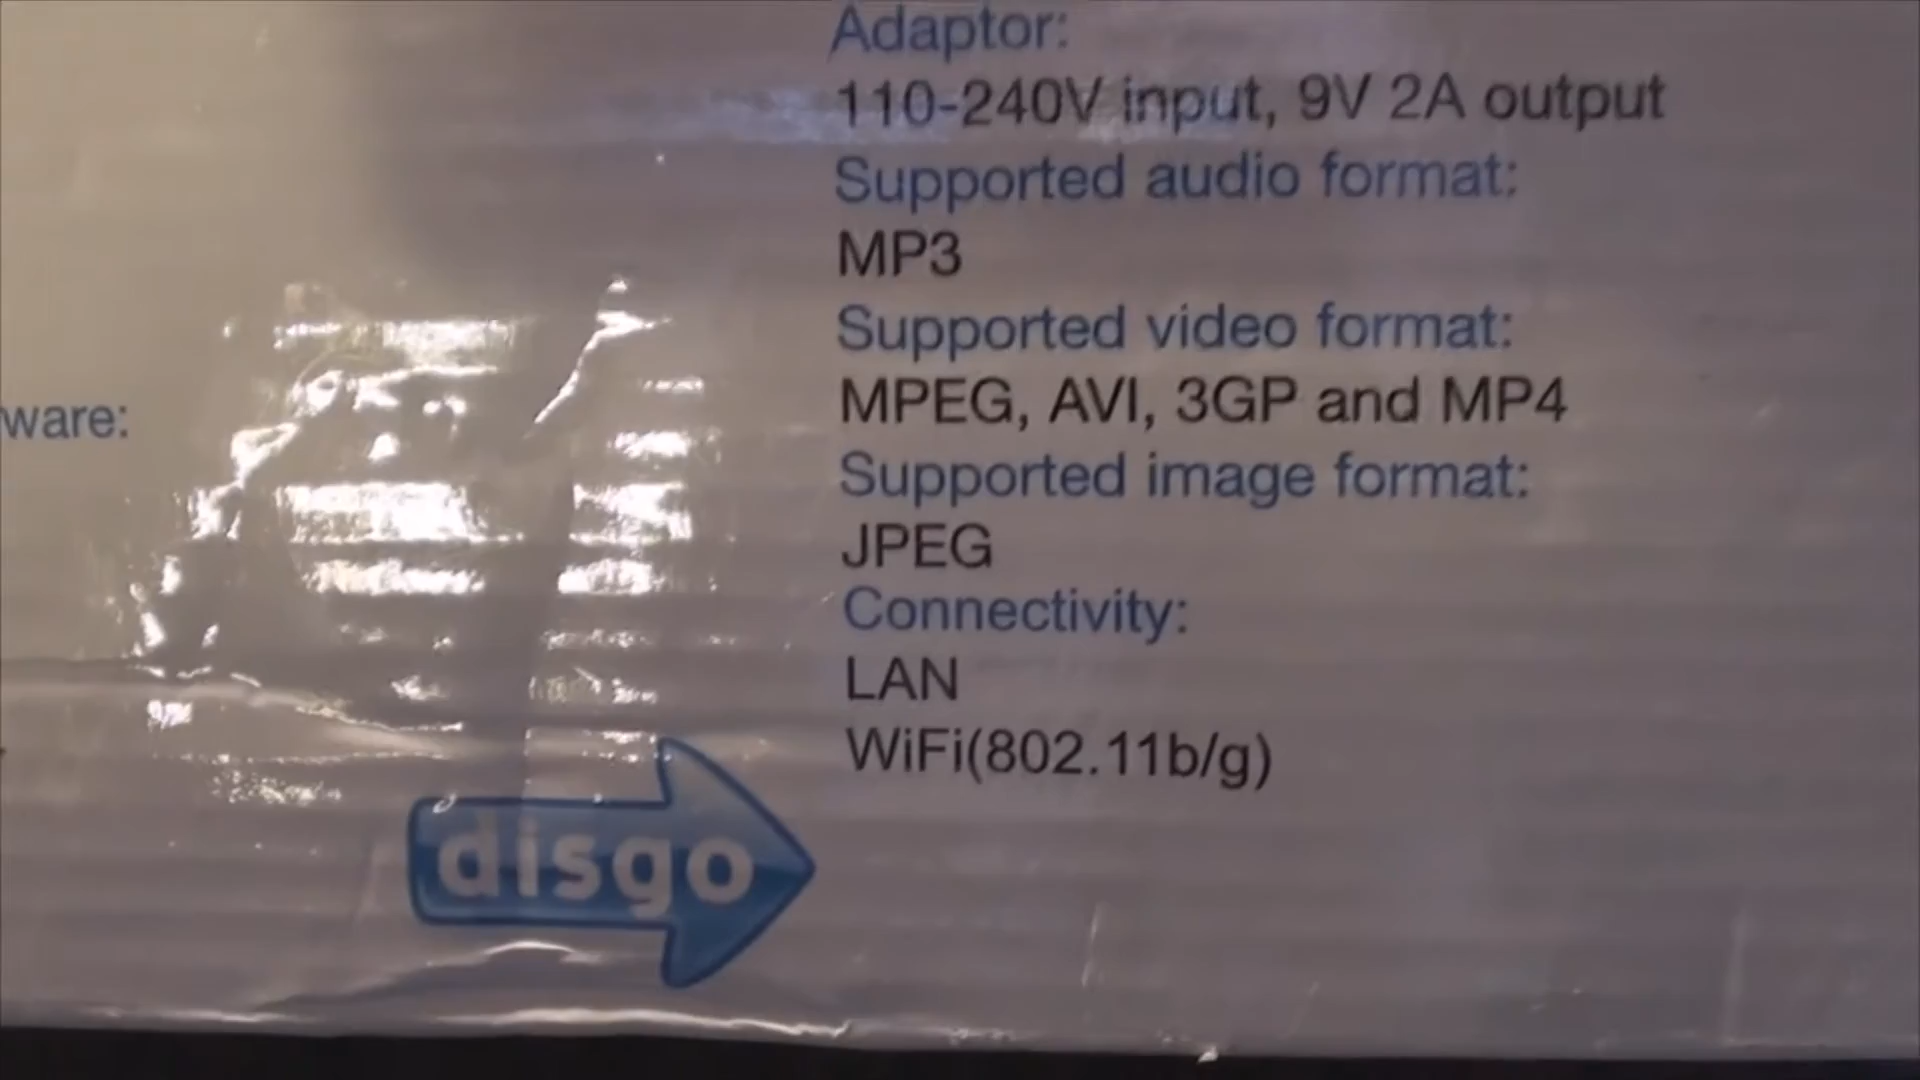 Adaptor:
110-240V input, 9V 2A output
Supported audio format:
MP3
Supported video format:
MPEG, AVI, 3GP and MP4
Supported image format:
JPEG
Connectivity:
LAN
WiFi(802.11b/g)
ware:
disgo